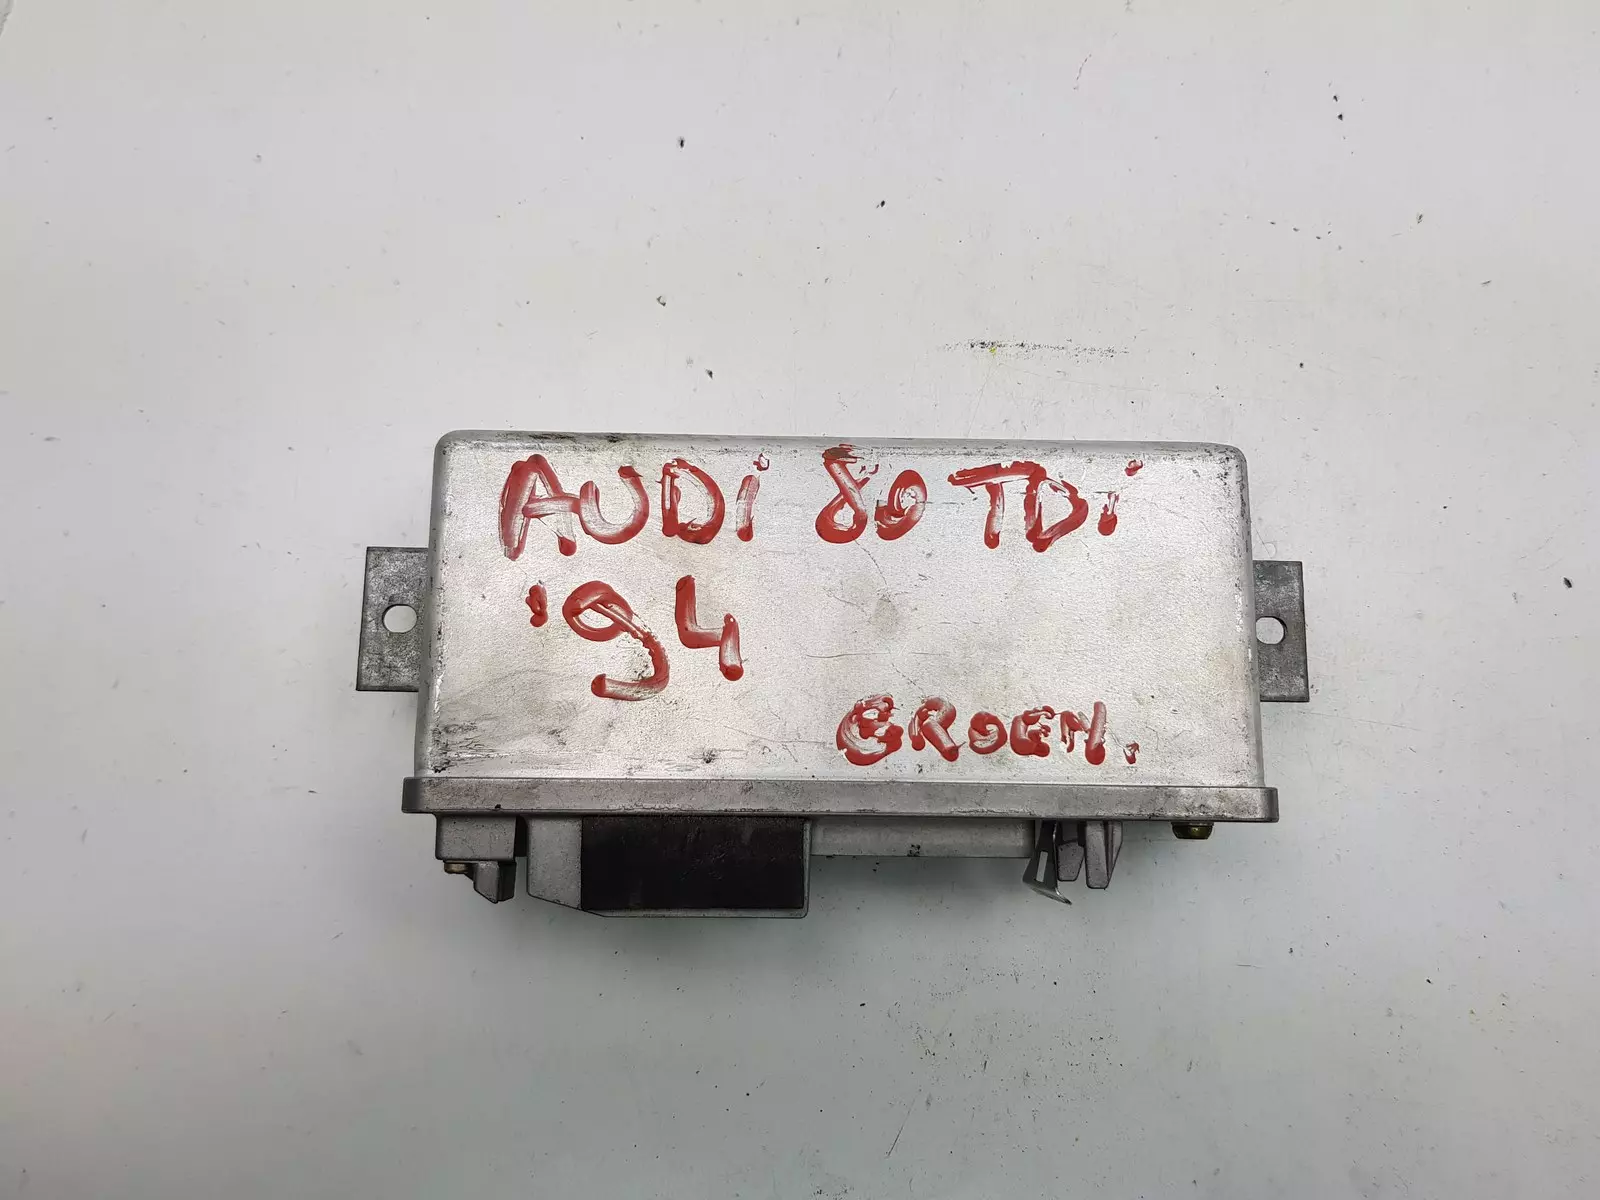 AUDi 80 TDi
'94
GROEN.